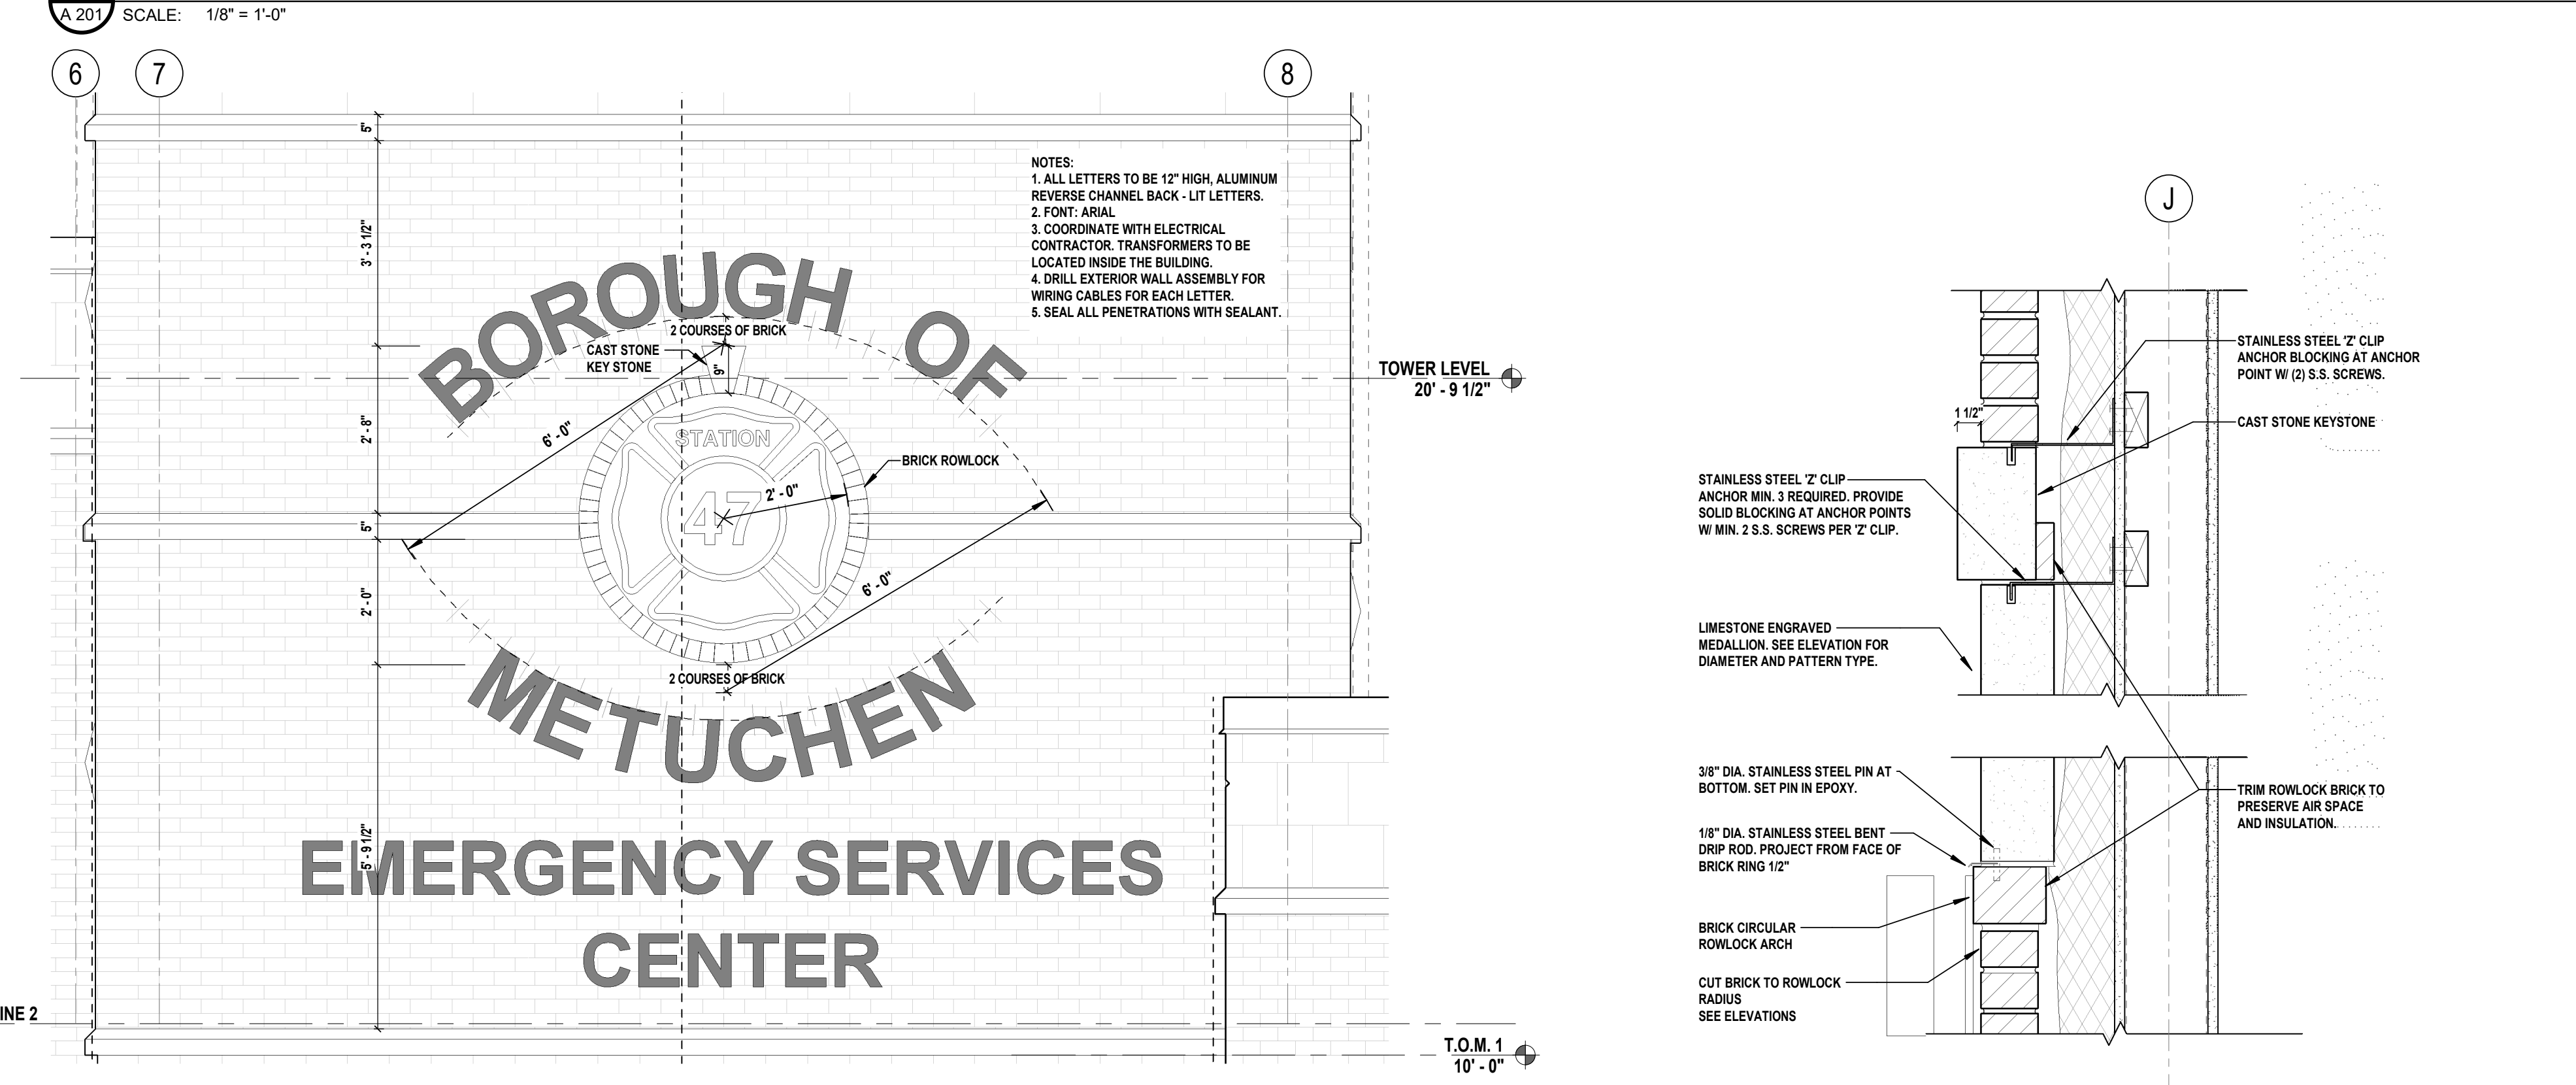 A 201
SCALE: 1/8" = 1'-0"
6
7
8
5"
3' - 3 1/2"
2' - 8"
5"
2' - 0"
5' - 9 1/2"
NOTES:
1. ALL LETTERS TO BE 12" HIGH, ALUMINUM
REVERSE CHANNEL BACK - LIT LETTERS.
2. FONT: ARIAL
3. COORDINATE WITH ELECTRICAL
CONTRACTOR. TRANSFORMERS TO BE
LOCATED INSIDE THE BUILDING.
4. DRILL EXTERIOR WALL ASSEMBLY FOR
WIRING CABLES FOR EACH LETTER.
5. SEAL ALL PENETRATIONS WITH SEALANT.
BOROUGH OF
2 COURSES OF BRICK
CAST STONE
KEY STONE
9"
TOWER LEVEL
20' - 9 1/2"
6' - 0"
STATION
BRICK ROWLOCK
2' - 0"
47
6' - 0"
2 COURSES OF BRICK
METUCHEN
EMERGENCY SERVICES
CENTER
INE 2
T.O.M. 1
10' - 0"
J
STAINLESS STEEL 'Z' CLIP
ANCHOR BLOCKING AT ANCHOR
POINT W/ (2) S.S. SCREWS.
1 1/2"
CAST STONE KEYSTONE
STAINLESS STEEL 'Z' CLIP
ANCHOR MIN. 3 REQUIRED. PROVIDE
SOLID BLOCKING AT ANCHOR POINTS
W/ MIN. 2 S.S. SCREWS PER 'Z' CLIP.
LIMESTONE ENGRAVED
MEDALLION. SEE ELEVATION FOR
DIAMETER AND PATTERN TYPE.
3/8" DIA. STAINLESS STEEL PIN AT
BOTTOM. SET PIN IN EPOXY.
TRIM ROWLOCK BRICK TO
PRESERVE AIR SPACE
AND INSULATION.
1/8" DIA. STAINLESS STEEL BENT
DRIP ROD. PROJECT FROM FACE OF
BRICK RING 1/2"
BRICK CIRCULAR
ROWLOCK ARCH
CUT BRICK TO ROWLOCK
RADIUS
SEE ELEVATIONS